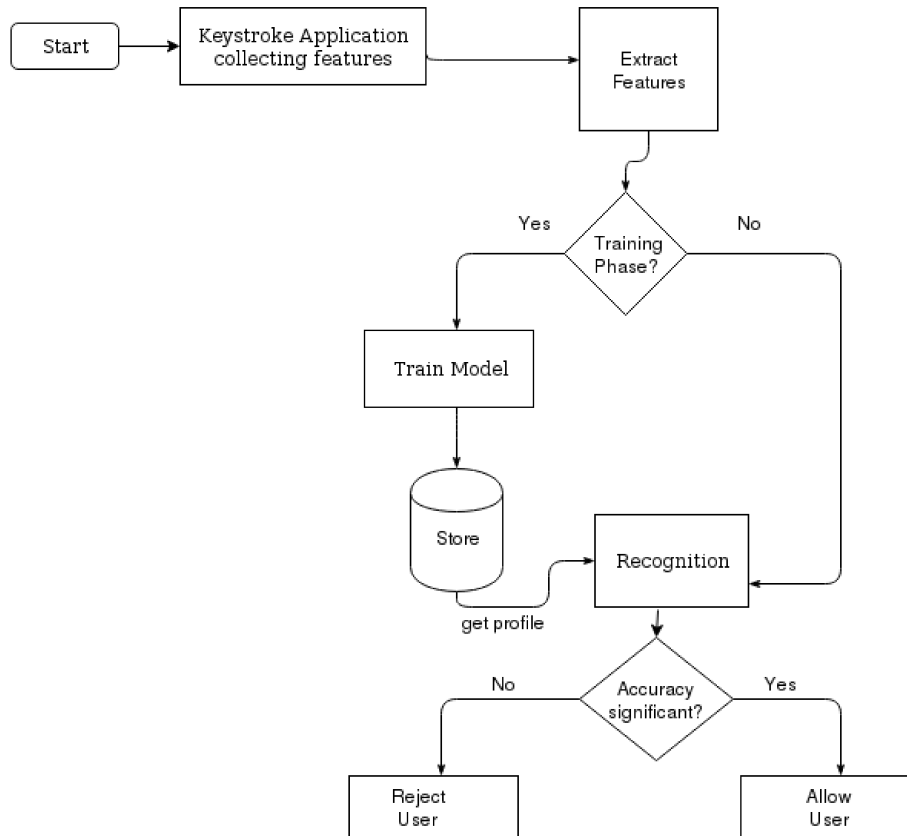 Start
Keystroke Application
collecting features
Extract
Features
Yes
No
Training
Phase?
Train Model
Store
Recognition
get profile
No
Yes
Accuracy
significant?
Reject
User
Allow
User